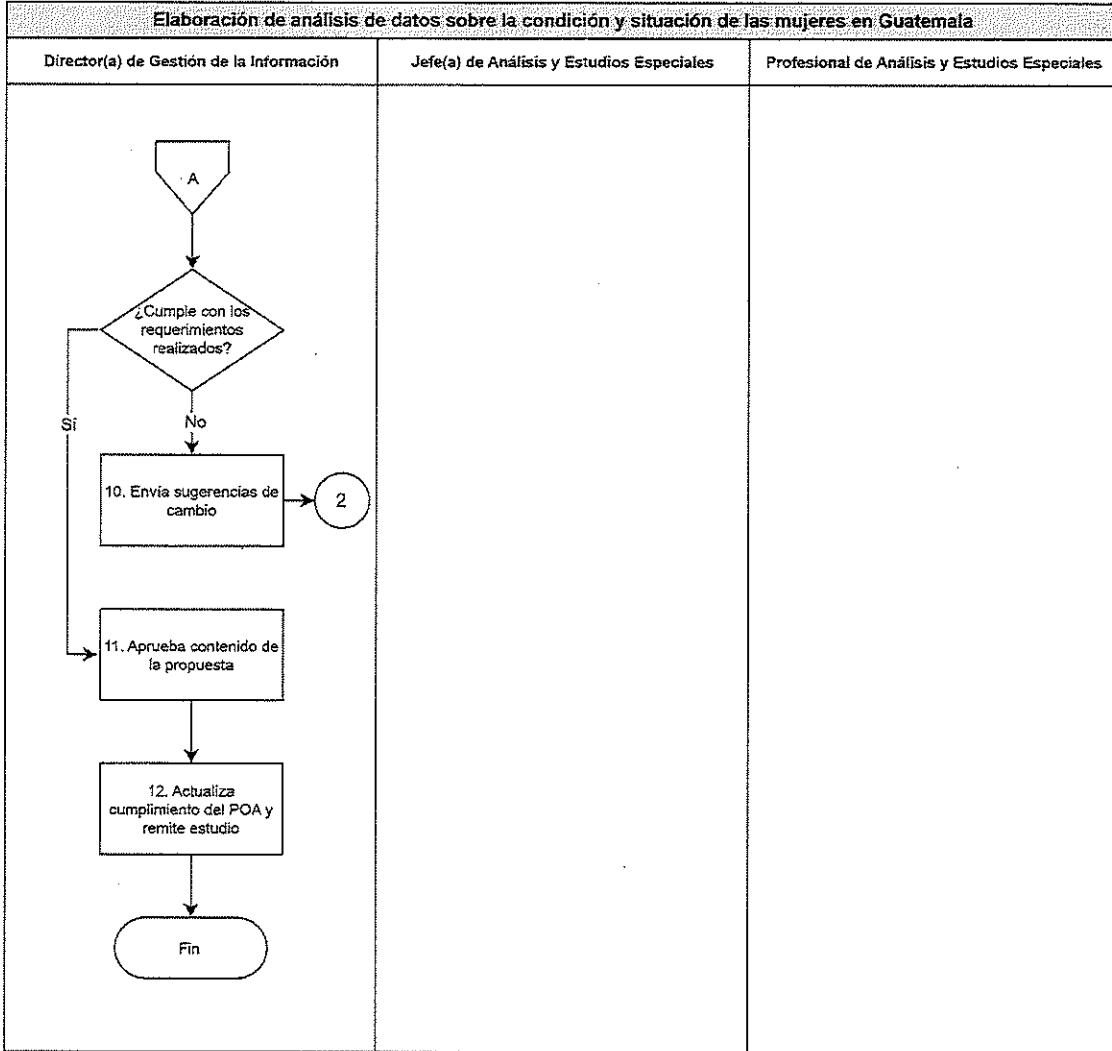 Elaboración de análisis de datos sobre la condición y situación de las mujeres en Guatemala
Director(a) de Gestión de la Información
Jefe(a) de Análisis y Estudios Especiales
Profesional de Análisis y Estudios Especiales
A
¿Cumple con los
requerimientos
realizados?
Sí
No
10. Envía sugerencias de
cambio
2
11. Aprueba contenido de
la propuesta
12. Actualiza
cumplimiento del POA y
remite estudio
Fin